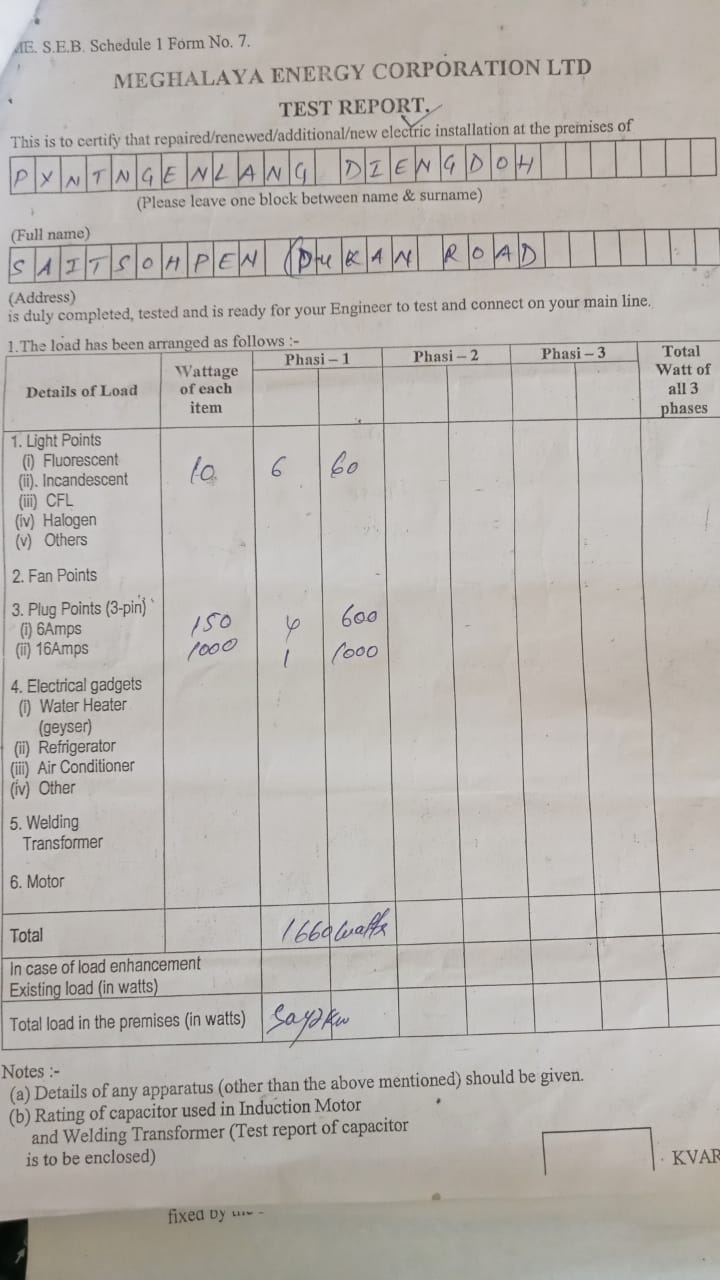 ME. S.E.B. Schedule 1 Form No. 7.
MEGHALAYA ENERGY CORPORATION LTD
TEST REPORT.
This is to certify that repaired/renewed/additional/new electric installation at the premises of
PYNTNGENLANG DIENGDOH
(Please leave one block between name & surname)
(Full name)
SAITSOHPEN (DUKAN ROAD
(Address)
is duly completed, tested and is ready for your Engineer to test and connect on your main line.
1.The load has been arranged as follows :-
Details of Load Wattage of each item Phasi – 1 Phasi – 2 Phasi – 3 Total Watt of all 3 phases
1. Light Points
(i) Fluorescent 10 6 60
(ii). Incandescent
(iii) CFL
(iv) Halogen
(v) Others
2. Fan Points
3. Plug Points (3-pin)
(i) 6Amps 150 4 600
(ii) 16Amps 1000 1 1000
4. Electrical gadgets
(i) Water Heater
(geyser)
(ii) Refrigerator
(iii) Air Conditioner
(iv) Other
5. Welding
Transformer
6. Motor
Total 1660 watts
In case of load enhancement
Existing load (in watts)
Total load in the premises (in watts) Say 2 Kw
Notes :-
(a) Details of any apparatus (other than the above mentioned) should be given.
(b) Rating of capacitor used in Induction Motor
and Welding Transformer (Test report of capacitor
is to be enclosed) KVAR
fixed by